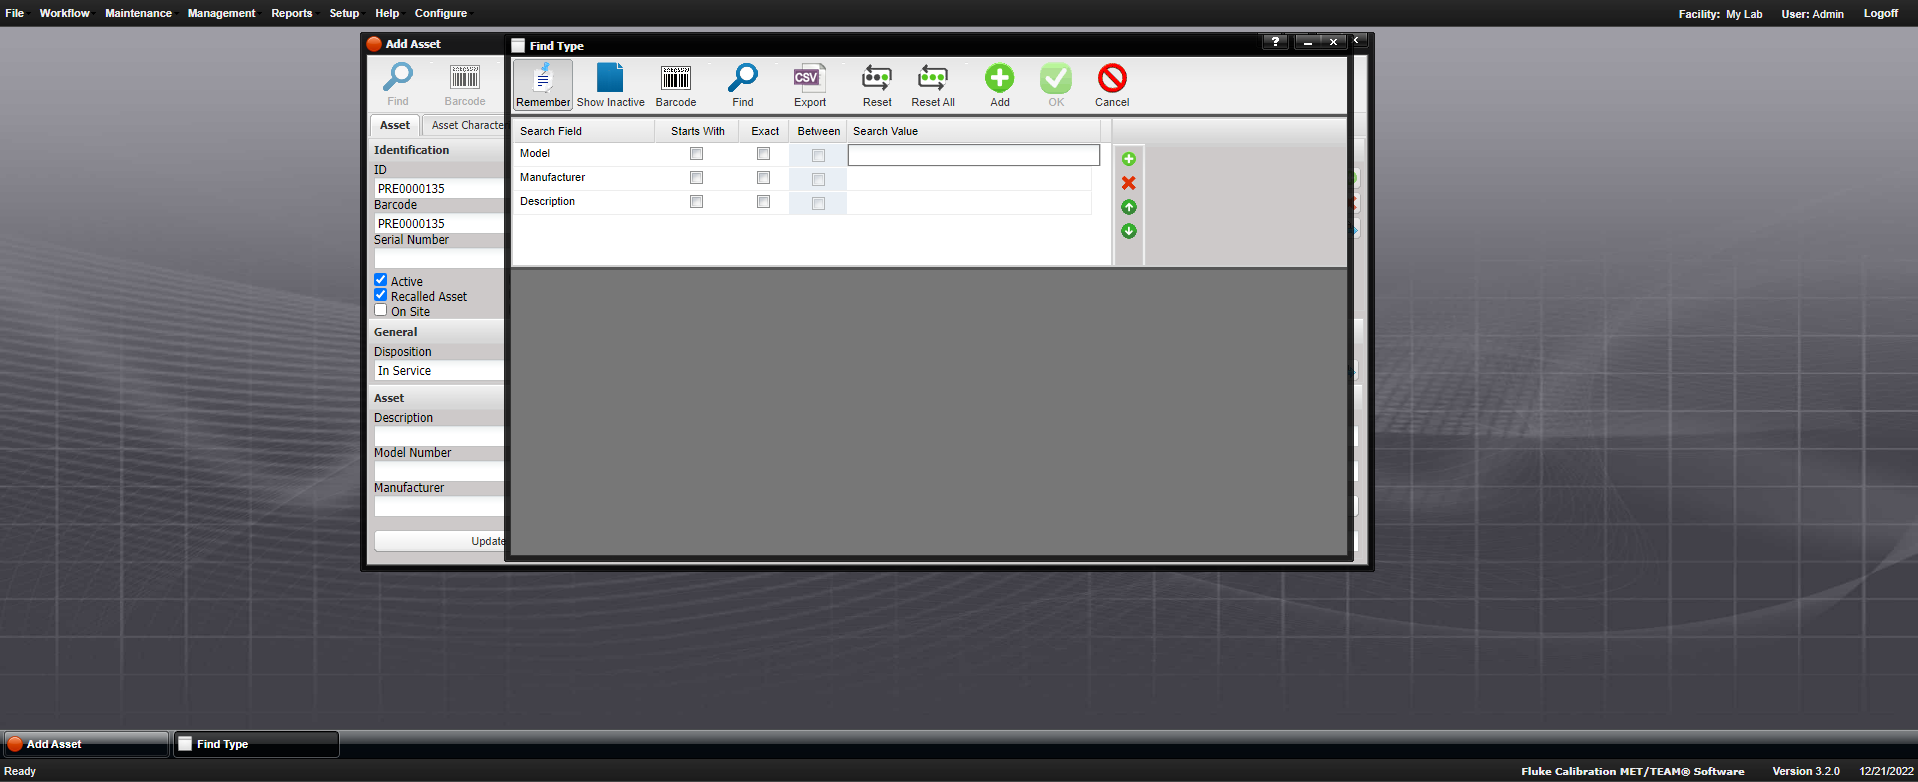 File Workflow Maintenance Management Reports Setup Help Configure Facility: My Lab User: Admin Logoff
Add Asset
Find Type
Find Barcode
Remember Show Inactive Barcode Find CSV Export Reset Reset All Add OK Cancel
Asset Asset Character
Search Field Starts With Exact Between Search Value
Model
Manufacturer
Description
Identification
ID
PRE0000135
Barcode
PRE0000135
Serial Number
Active
Recalled Asset
On Site
General
Disposition
In Service
Asset
Description
Model Number
Manufacturer
Update
Add Asset Find Type
Ready Fluke Calibration MET/TEAM® Software Version 3.2.0 12/21/2022